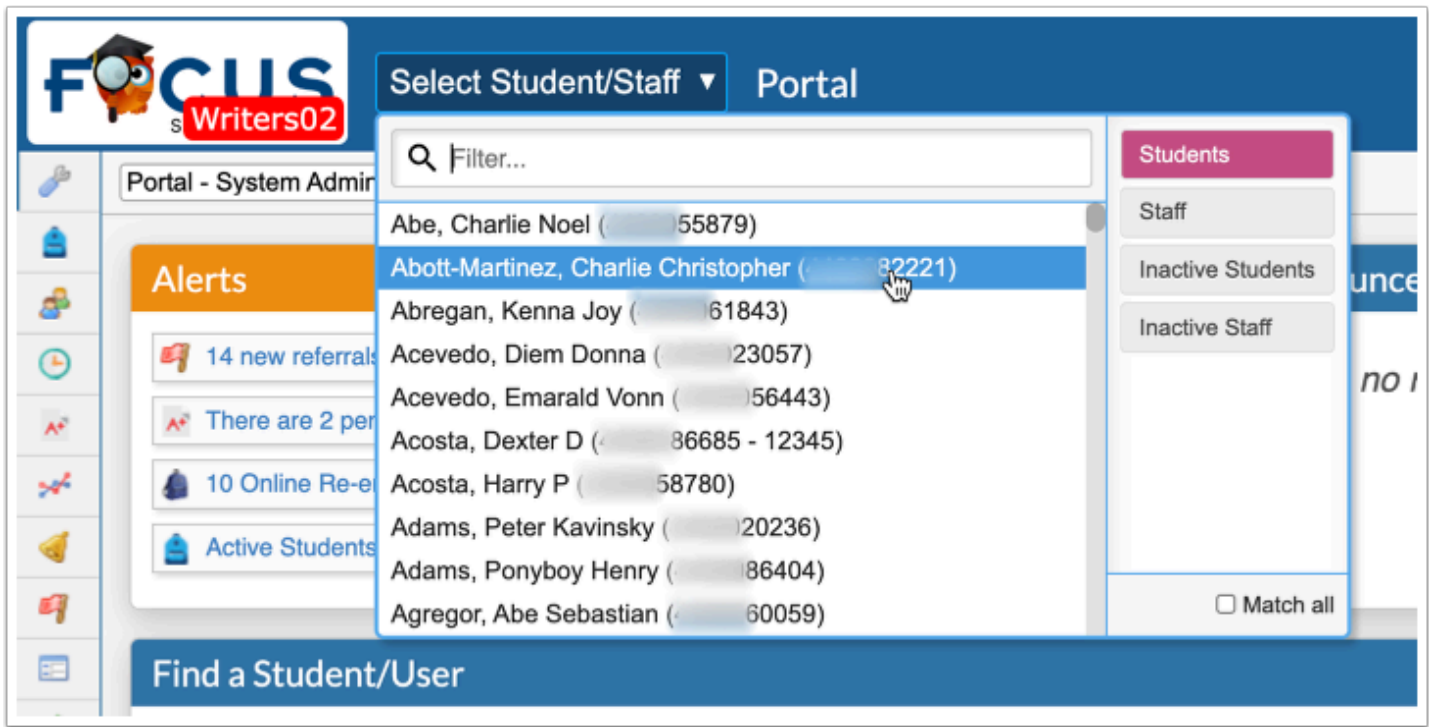 FOCUS
Writers02
Select Student/Staff ▼ Portal
Filter...
Students
Staff
Inactive Students
Inactive Staff
Match all
Portal - System Admin
Abe, Charlie Noel ( 55879)
Abott-Martinez, Charlie Christopher ( 82221)
Abregan, Kenna Joy ( 61843)
Acevedo, Diem Donna ( 23057)
Acevedo, Emarald Vonn ( 56443)
Acosta, Dexter D ( 86685 - 12345)
Acosta, Harry P ( 58780)
Adams, Peter Kavinsky ( 20236)
Adams, Ponyboy Henry ( 86404)
Agregor, Abe Sebastian ( 60059)
Alerts
14 new referrals
There are 2
10 Online
Active Students
no
Find a Student/User